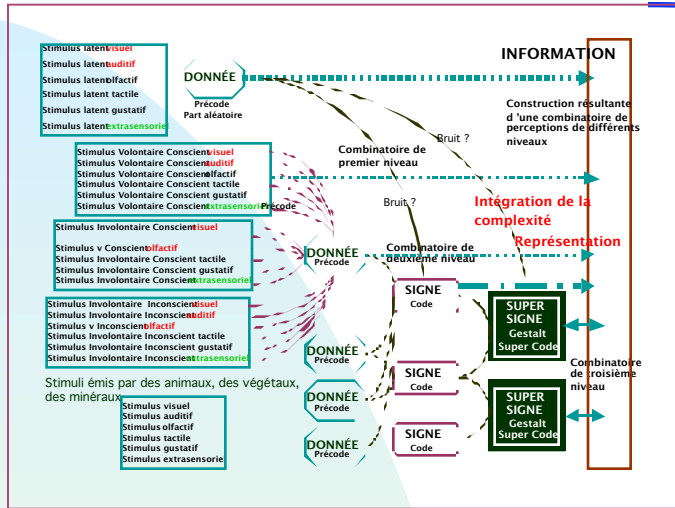 Stimulus latent visuel
Stimulus latent auditif
Stimulus latent olfactif
Stimulus latent tactile
Stimulus latent gustatif
Stimulus latent extrasensoriel
DONNÉE
Précode
Part aléatoire
INFORMATION
Construction résultante
d 'une combinatoire de
perceptions de différents
niveaux
Bruit ?
Combinatoire de
premier niveau
Stimulus Volontaire Conscient visuel
Stimulus Volontaire Conscient auditif
Stimulus Volontaire Conscient olfactif
Stimulus Volontaire Conscient tactile
Stimulus Volontaire Conscient gustatif
Stimulus Volontaire Conscient extrasensoriel
Précode
Bruit ?
Intégration de la
complexité
Représentation
Stimulus Involontaire Conscient visuel
Stimulus v Conscient olfactif
Stimulus Involontaire Conscient tactile
Stimulus Involontaire Conscient gustatif
Stimulus Involontaire Conscient extrasensoriel
DONNÉE
Précode
Combinatoire de
deuxième niveau
SIGNE
Code
Stimulus Involontaire Inconscient visuel
Stimulus Involontaire Inconscient auditif
Stimulus v Inconscient olfactif
Stimulus Involontaire Inconscient tactile
Stimulus Involontaire Inconscient gustatif
Stimulus Involontaire Inconscient extrasensoriel
SUPER
SIGNE
Gestalt
Super Code
DONNÉE
Précode
SIGNE
Code
Combinatoire
de troisième
niveau
Stimuli émis par des animaux, des végétaux,
des minéraux
Stimulus visuel
Stimulus auditif
Stimulus olfactif
Stimulus tactile
Stimulus gustatif
Stimulus extrasensorie
DONNÉE
Précode
SUPER
SIGNE
Gestalt
Super Code
DONNÉE
Précode
SIGNE
Code